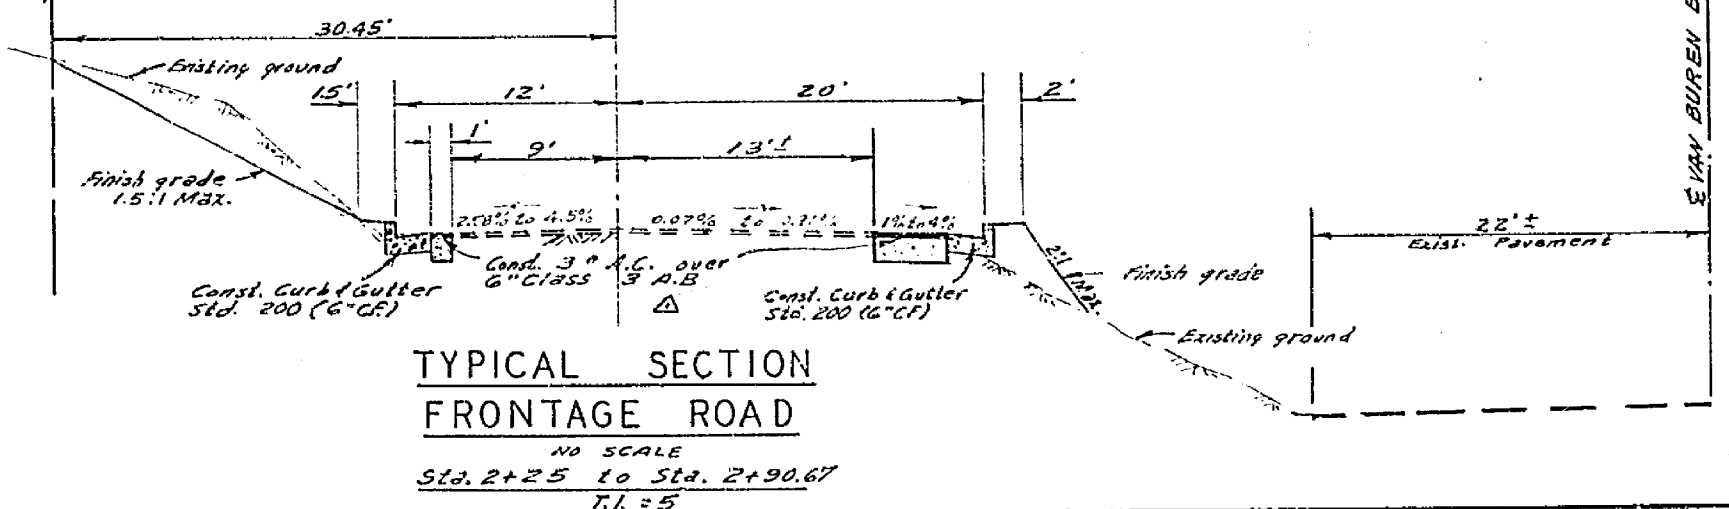 30.45'
Existing ground
1.5'
12'
20'
2'
1'
9'
13'±
Finish grade
1.5:1 Max.
2.58% to 4.5%
0.07% to
1% to 4%
Const. 3" A.C. over
6" Class 3 A.B
Const. Curb & Gutter
Std. 200 (6"CF)
Const. Curb & Gutter
Std. 200 (6"CF)
2:1 Max.
Finish grade
Existing ground
22'±
Exist. Pavement
℄ VAN BUREN
TYPICAL SECTION
FRONTAGE ROAD
NO SCALE
Sta. 2+25 to Sta. 2+90.67
T.I. = 5